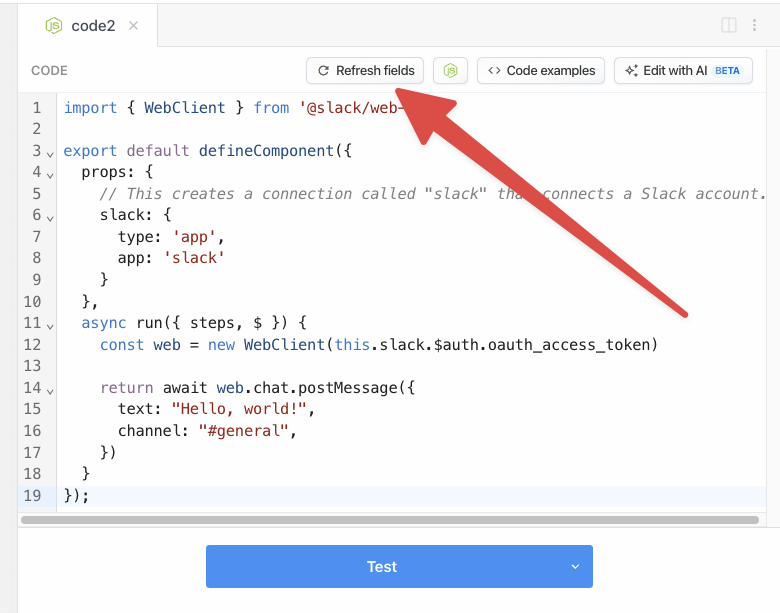 JS code2 ×
CODE Refresh fields JS <> Code examples Edit with AI BETA
1 import { WebClient } from '@slack/web-
2
3 export default defineComponent({
4 props: {
5 // This creates a connection called "slack" that connects a Slack account.
6 slack: {
7 type: 'app',
8 app: 'slack'
9 }
10 },
11 async run({ steps, $ }) {
12 const web = new WebClient(this.slack.$auth.oauth_access_token)
13
14 return await web.chat.postMessage({
15 text: "Hello, world!",
16 channel: "#general",
17 })
18 }
19 });
Test